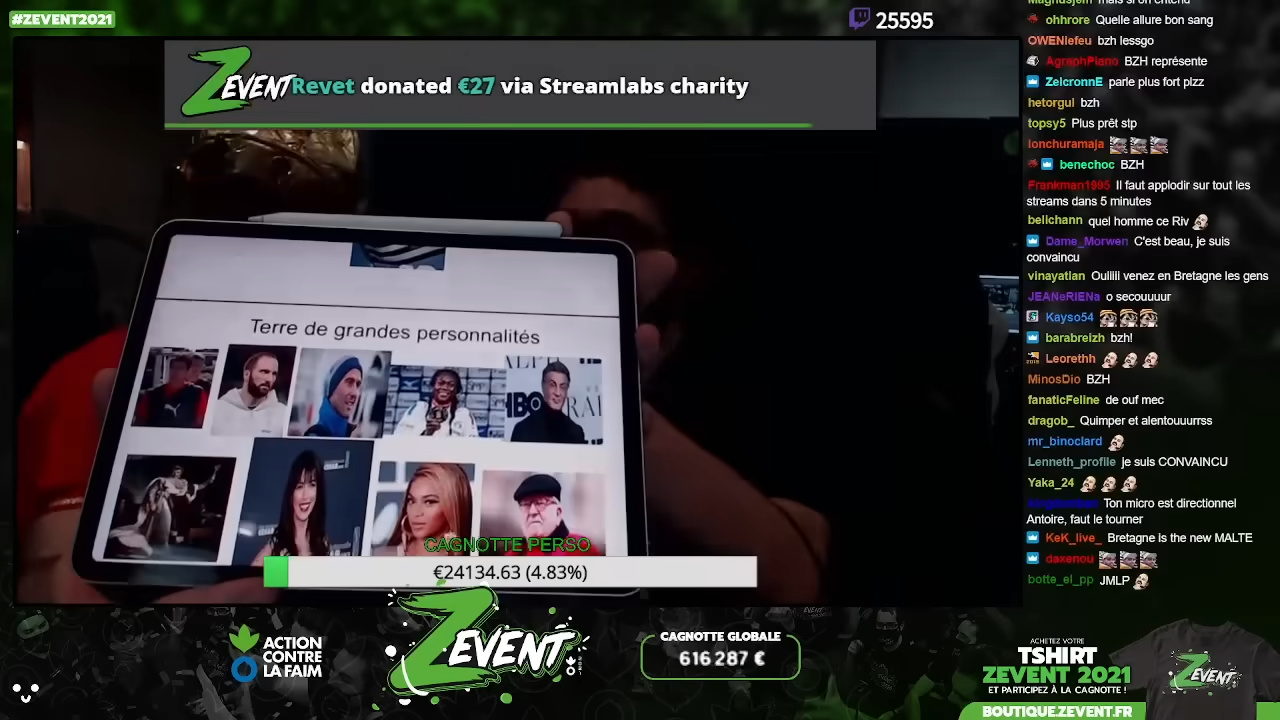 #ZEVENT2021
25595
ZEVENT
Revet donated €27 via Streamlabs charity
Terre de grandes personnalités
HBO
CAGNOTTE PERSO
€24134.63 (4.83%)
ACTION
CONTRE
LA FAIM
ZEVENT
CAGNOTTE GLOBALE
616 287 €
ohhrore Quelle allure bon sang
OWENlefeu bzh lessgo
AgraphPiano BZH représente
ZelcronnE parle plus fort plzz
hetorgul bzh
topsy5 Plus prêt stp
lonchuramaja
benechoc BZH
Frankman1995 Il faut applodir sur tout les
streams dans 5 minutes
bellchann quel homme ce Riv
Dame_Morwen C'est beau, je suis
convaincu
vinayatlan Ouiiii venez en Bretagne les gens
JEANeRIENa o secouuuur
Kayso54
barabreizh bzh!
Leorethh
MinosDio BZH
fanaticFeline de ouf mec
dragob_ Quimper et alentouuurrss
mr_binoclard
Lenneth_profile je suis CONVAINCU
Yaka_24
Ton micro est directionnel
Antoire, faut le tourner
KeK_live_ Bretagne is the new MALTE
daxenou
botte_el_pp JMLP
ACHETEZ VOTRE
TSHIRT
ZEVENT 2021
ET PARTICIPEZ À LA CAGNOTTE !
ZEVENT
BOUTIQUE.ZEVENT.FR